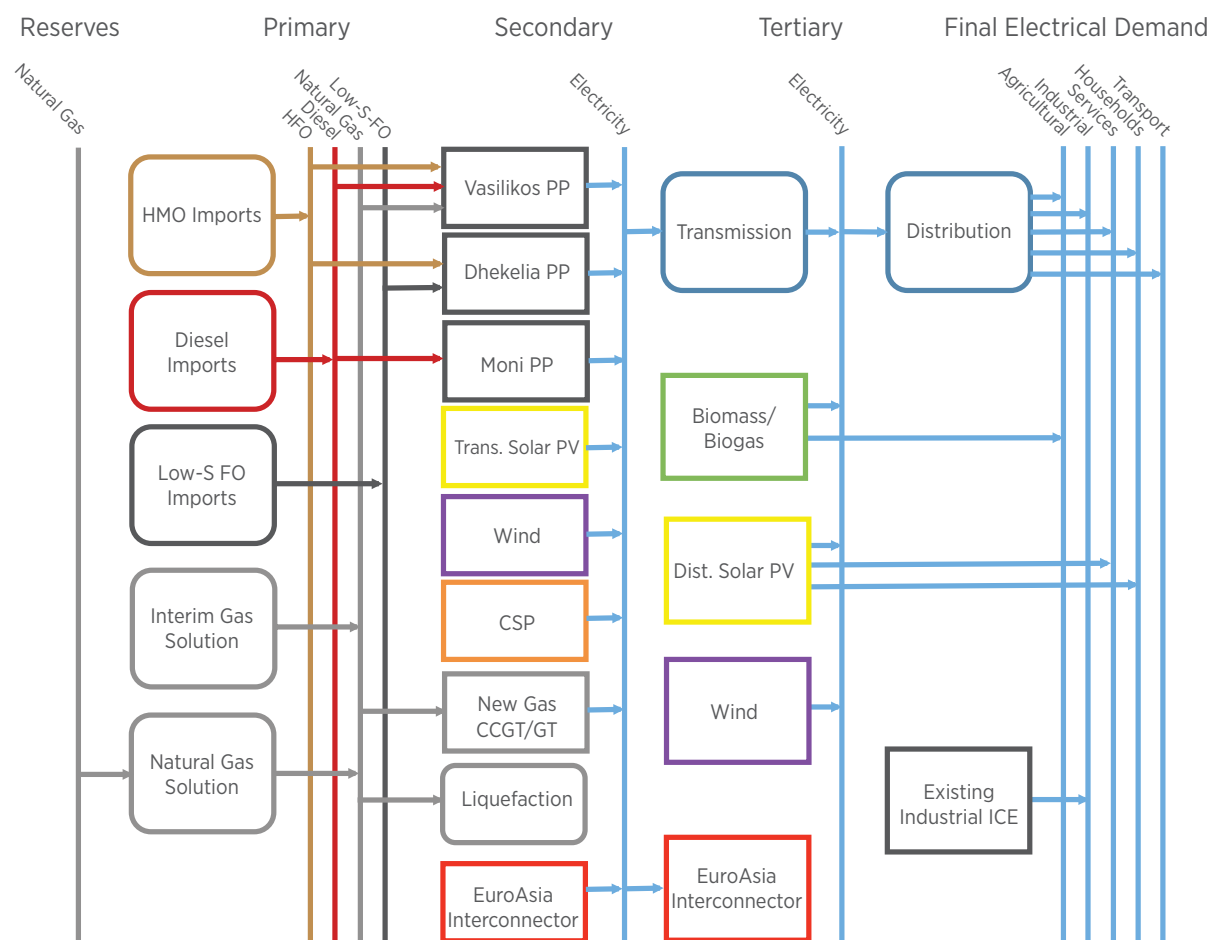 Reserves
Primary
Secondary
Tertiary
Final Electrical Demand
Natural Gas
HFO
Diesel
Natural Gas
Low-S-FO
Electricity
Electricity
Agricultural
Industrial
Services
Households
Transport
HMO Imports
Diesel
Imports
Low-S FO
Imports
Interim Gas
Solution
Natural Gas
Solution
Vasilikos PP
Dhekelia PP
Moni PP
Trans. Solar PV
Wind
CSP
New Gas
CCGT/GT
Liquefaction
EuroAsia
Interconnector
Transmission
Biomass/
Biogas
Dist. Solar PV
Wind
EuroAsia
Interconnector
Distribution
Existing
Industrial ICE